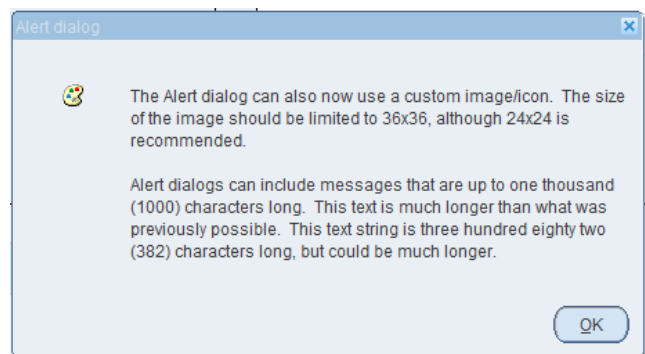 Alert dialog
The Alert dialog can also now use a custom image/icon.  The size
of the image should be limited to 36x36, although 24x24 is
recommended.
Alert dialogs can include messages that are up to one thousand
(1000) characters long.  This text is much longer than what was
previously possible.  This text string is three hundred eighty two
(382) characters long, but could be much longer.
OK